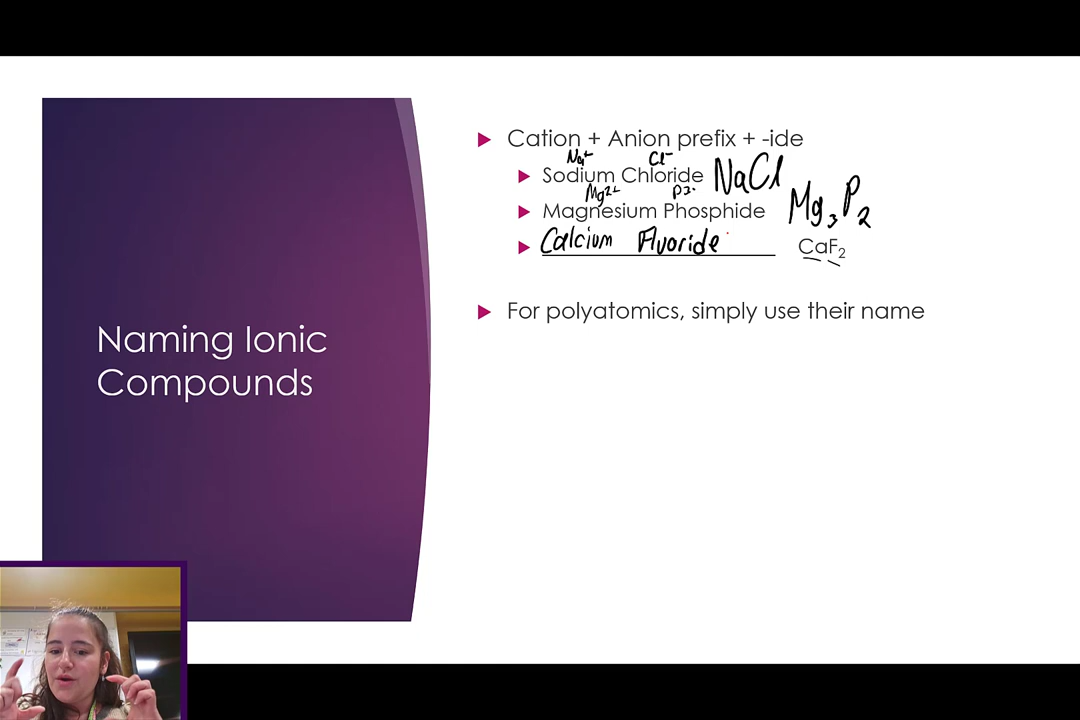 Naming Ionic
Compounds
Cation + Anion prefix + -ide
Na+ Cl-
Sodium Chloride NaCl
Mg2+ P3-
Magnesium Phosphide Mg3P2
Calcium Fluoride CaF2
For polyatomics, simply use their name